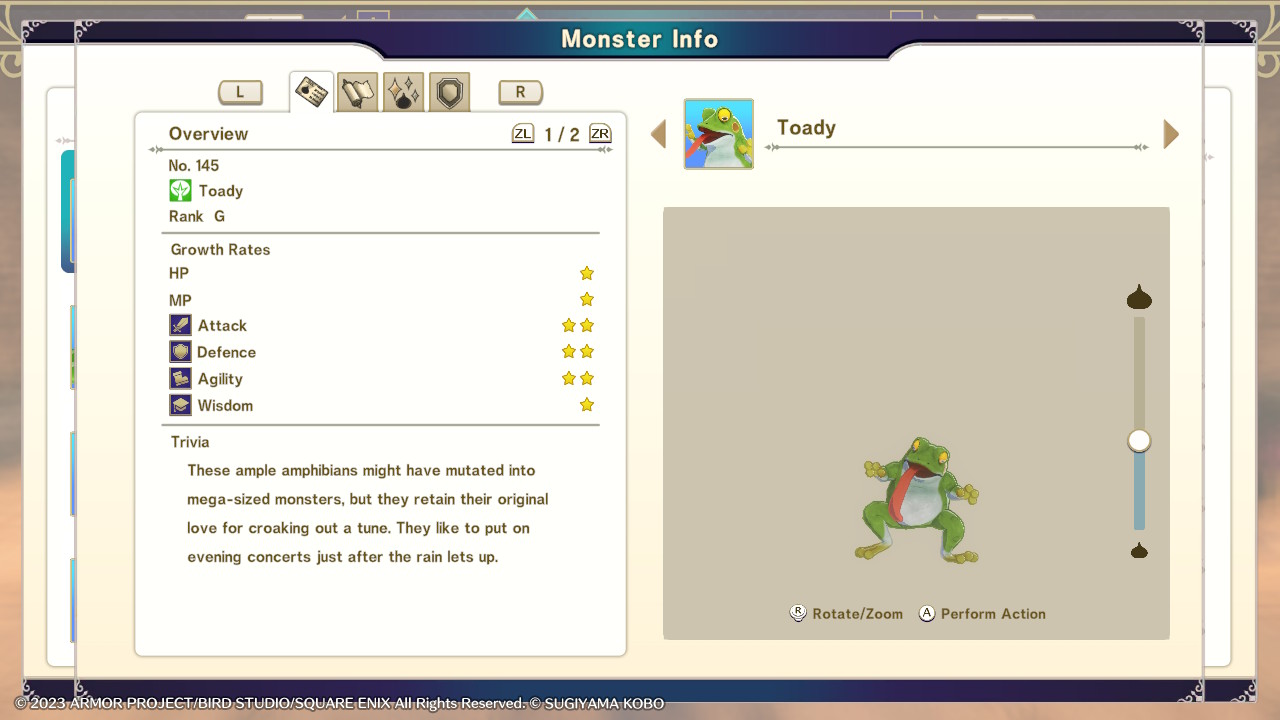 Monster Info
L
R
Overview
ZL 1 / 2 ZR
No. 145
Toady
Rank G
Growth Rates
HP
MP
Attack
Defence
Agility
Wisdom
Trivia
These ample amphibians might have mutated into
mega-sized monsters, but they retain their original
love for croaking out a tune. They like to put on
evening concerts just after the rain lets up.
Toady
R Rotate/Zoom A Perform Action
© 2023 ARMOR PROJECT/BIRD STUDIO/SQUARE ENIX All Rights Reserved. © SUGIYAMA KOBO